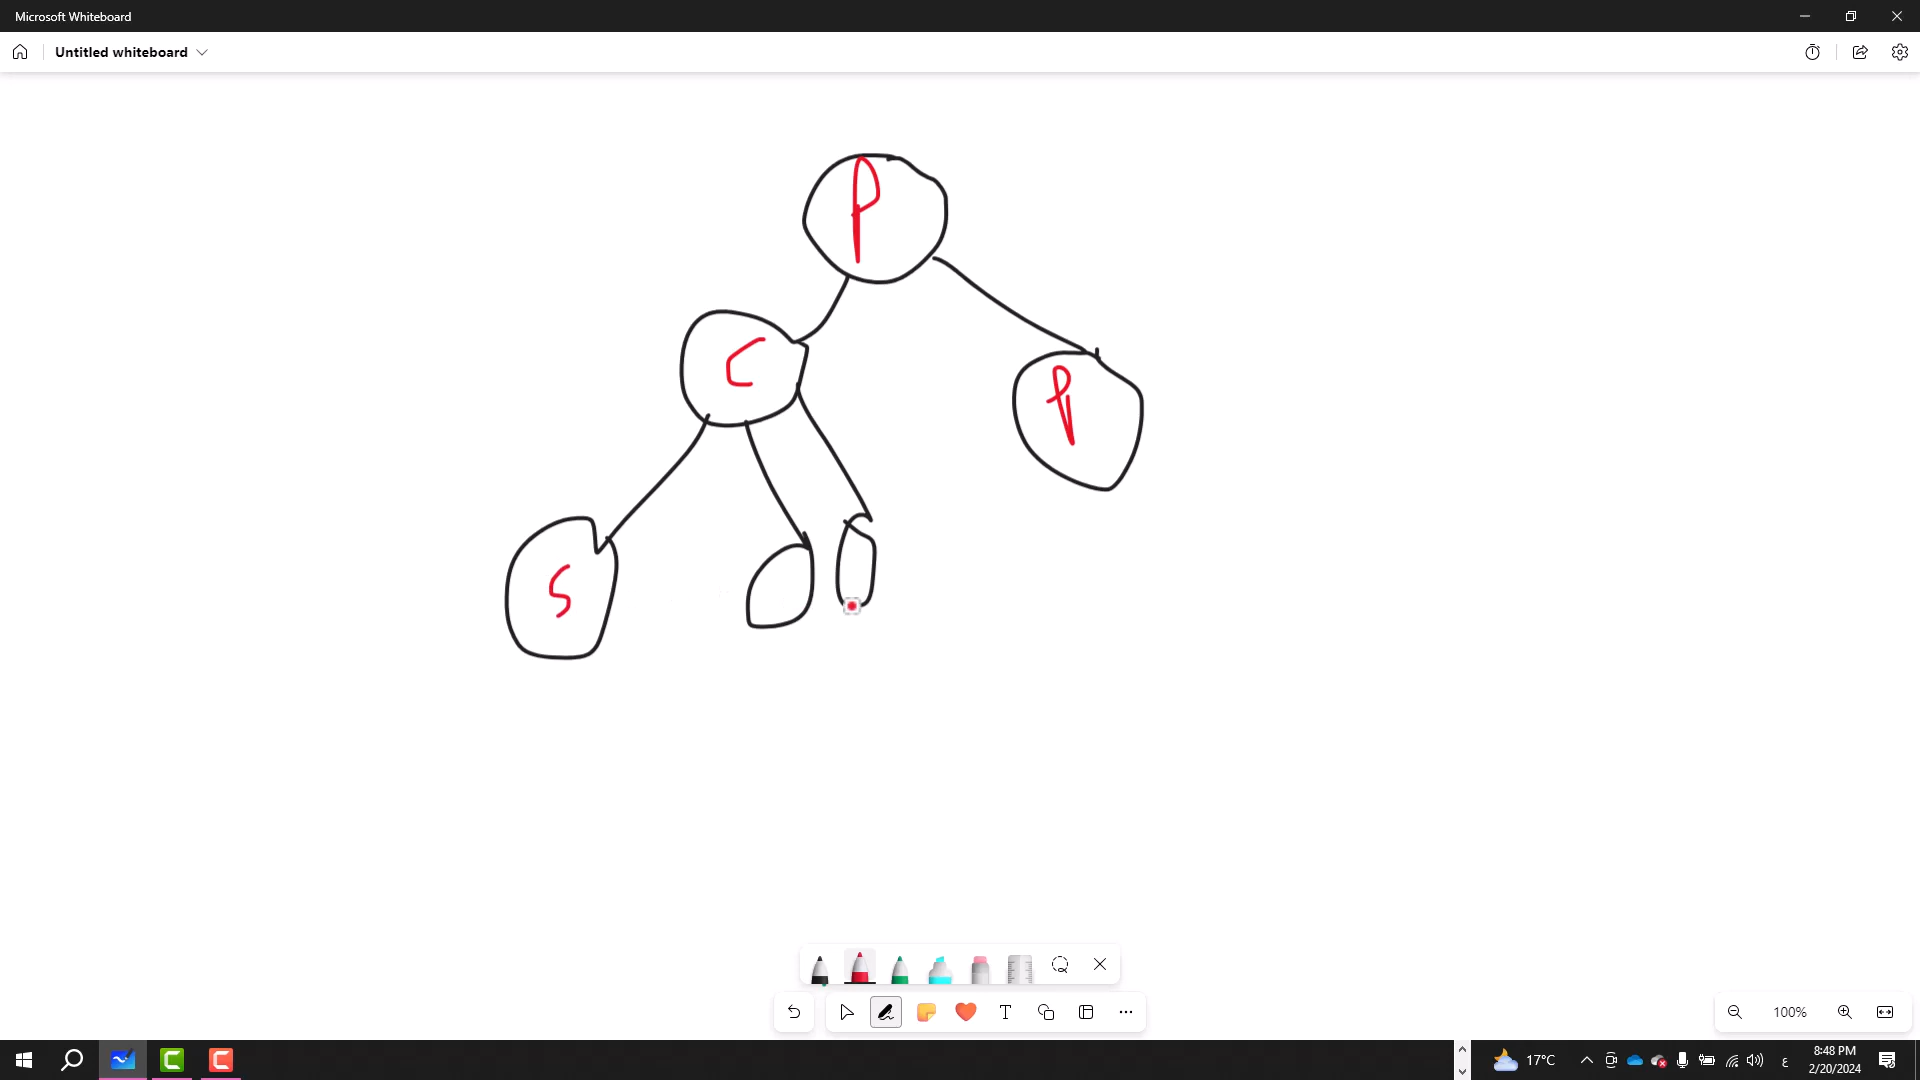 Microsoft Whiteboard
Untitled whiteboard
P
C
P
S
100%
17°C
ع
8:48 PM
2/20/2024